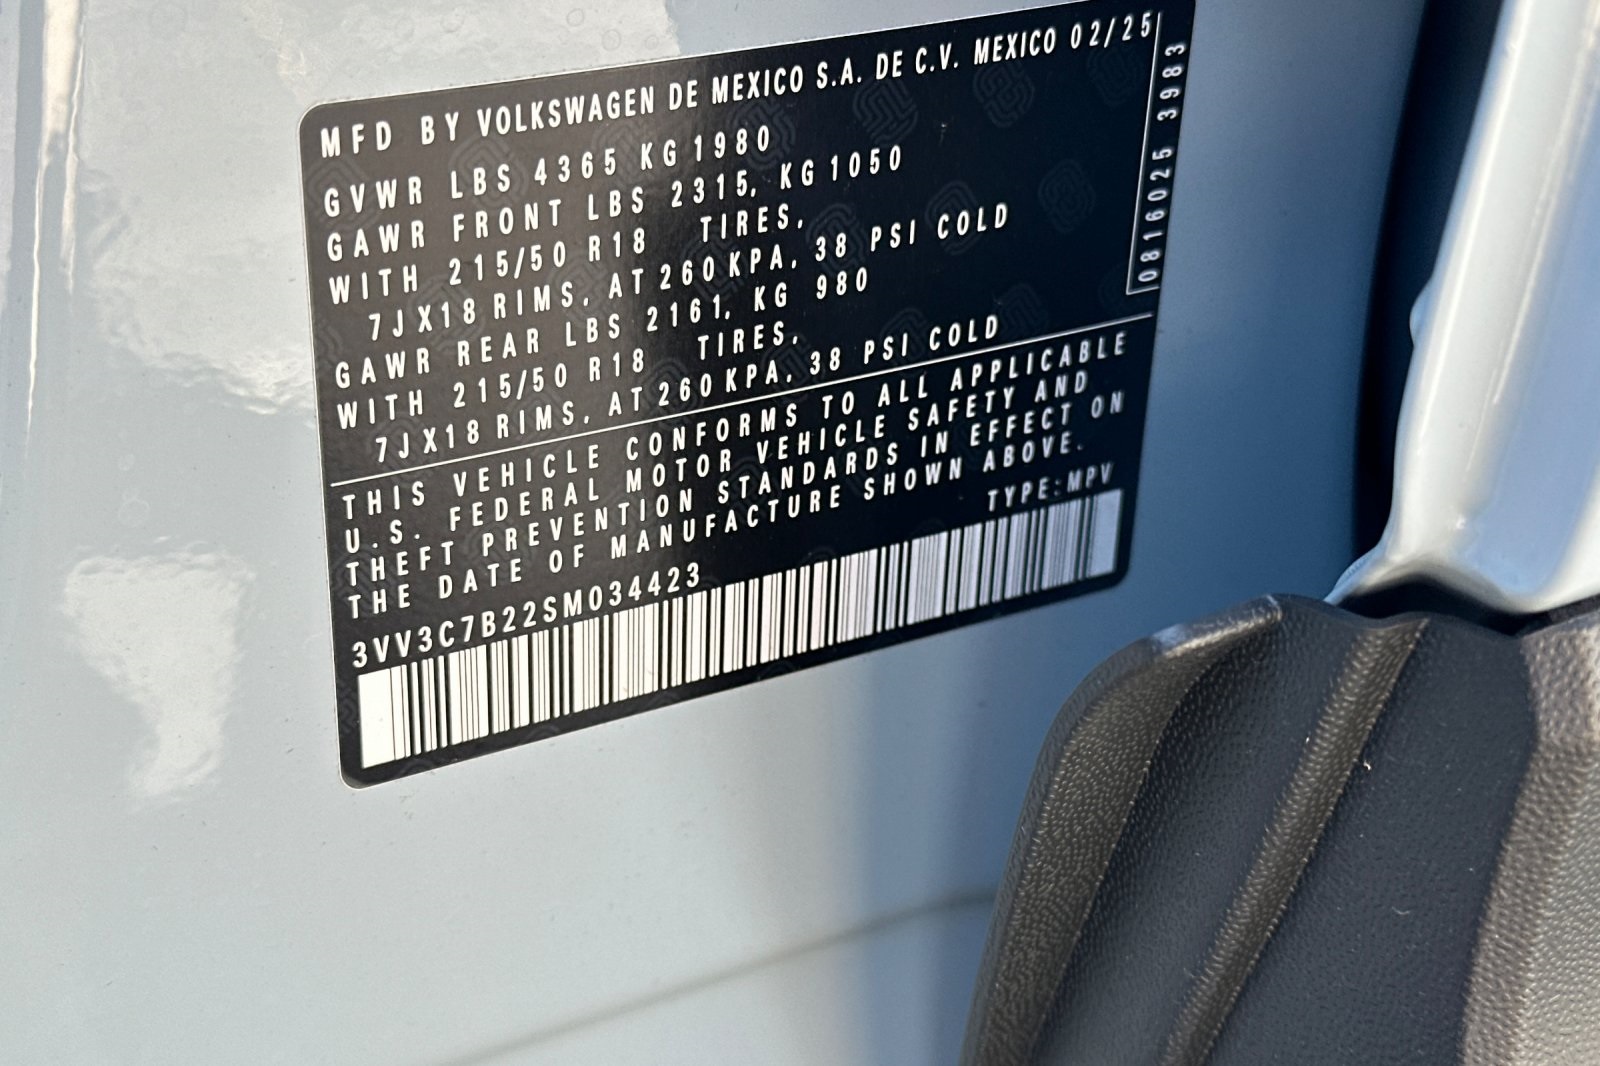 MFD BY VOLKSWAGEN DE MEXICO S.A. DE C.V. MEXICO 02/25
GVWR LBS 4365 KG 1980
GAWR FRONT LBS 2315, KG 1050
WITH 215/50 R18 TIRES,
7JX18 RIMS, AT 260 KPA, 38 PSI COLD
GAWR REAR LBS 2161, KG 980
WITH 215/50 R18 TIRES,
7JX18 RIMS, AT 260 KPA, 38 PSI COLD
0816025 3983
THIS VEHICLE CONFORMS TO ALL APPLICABLE
U.S. FEDERAL MOTOR VEHICLE SAFETY AND
THEFT PREVENTION STANDARDS IN EFFECT ON
THE DATE OF MANUFACTURE SHOWN ABOVE.
TYPE:MPV
3VV3C7B22SM034423